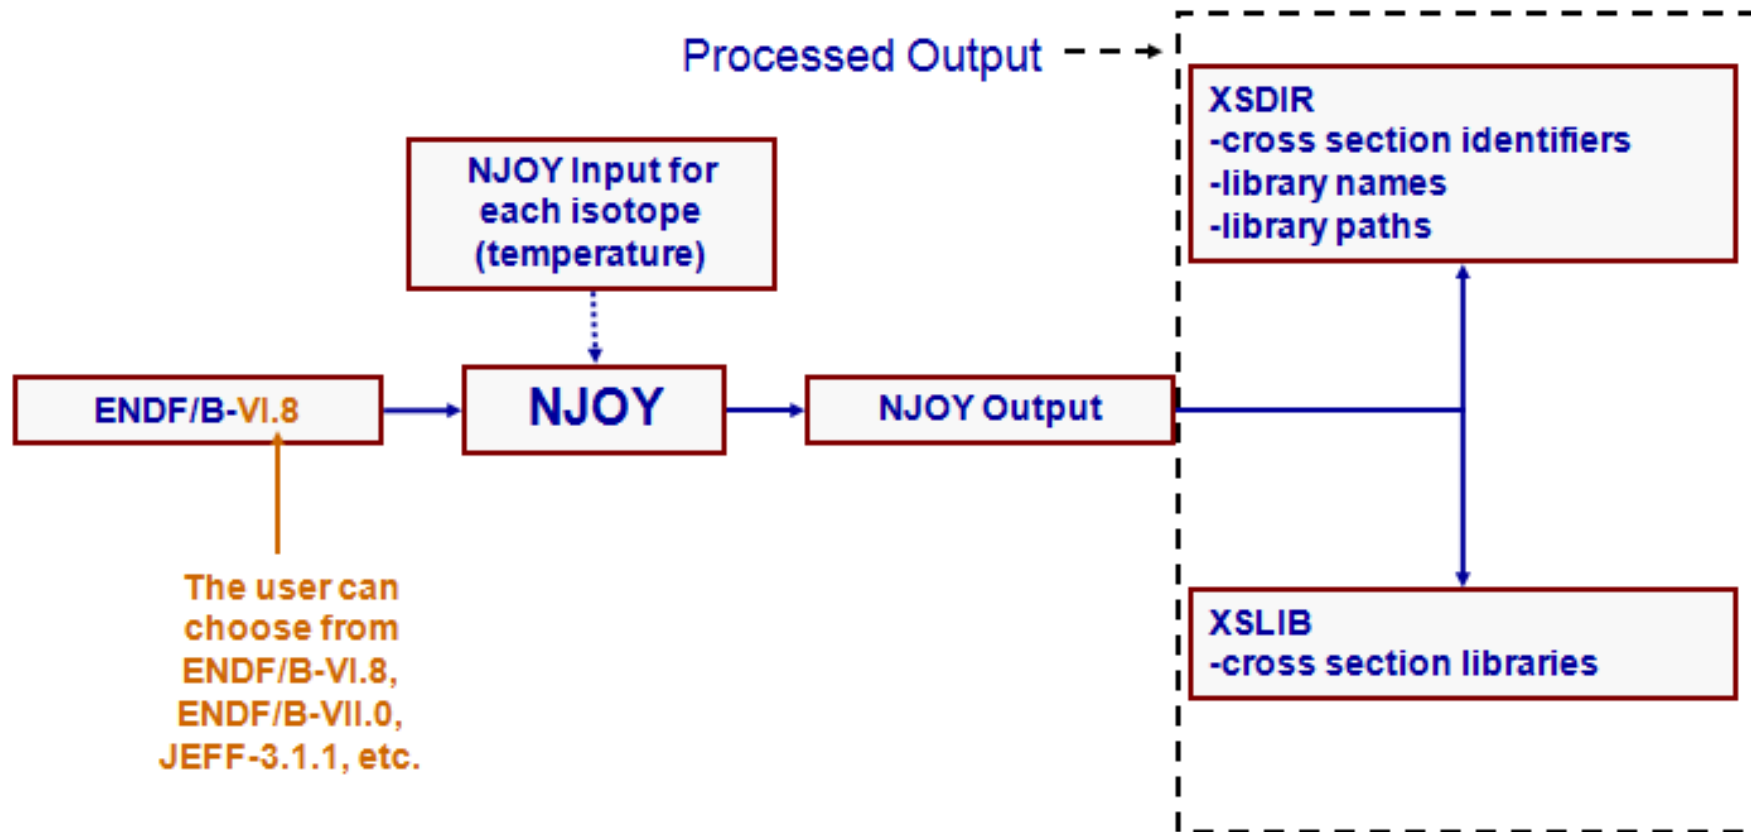 Processed Output
XSDIR
-cross section identifiers
-library names
-library paths
NJOY Input for
each isotope
(temperature)
ENDF/B-VI.8
NJOY
NJOY Output
The user can
choose from
ENDF/B-VI.8,
ENDF/B-VII.0,
JEFF-3.1.1, etc.
XSLIB
-cross section libraries